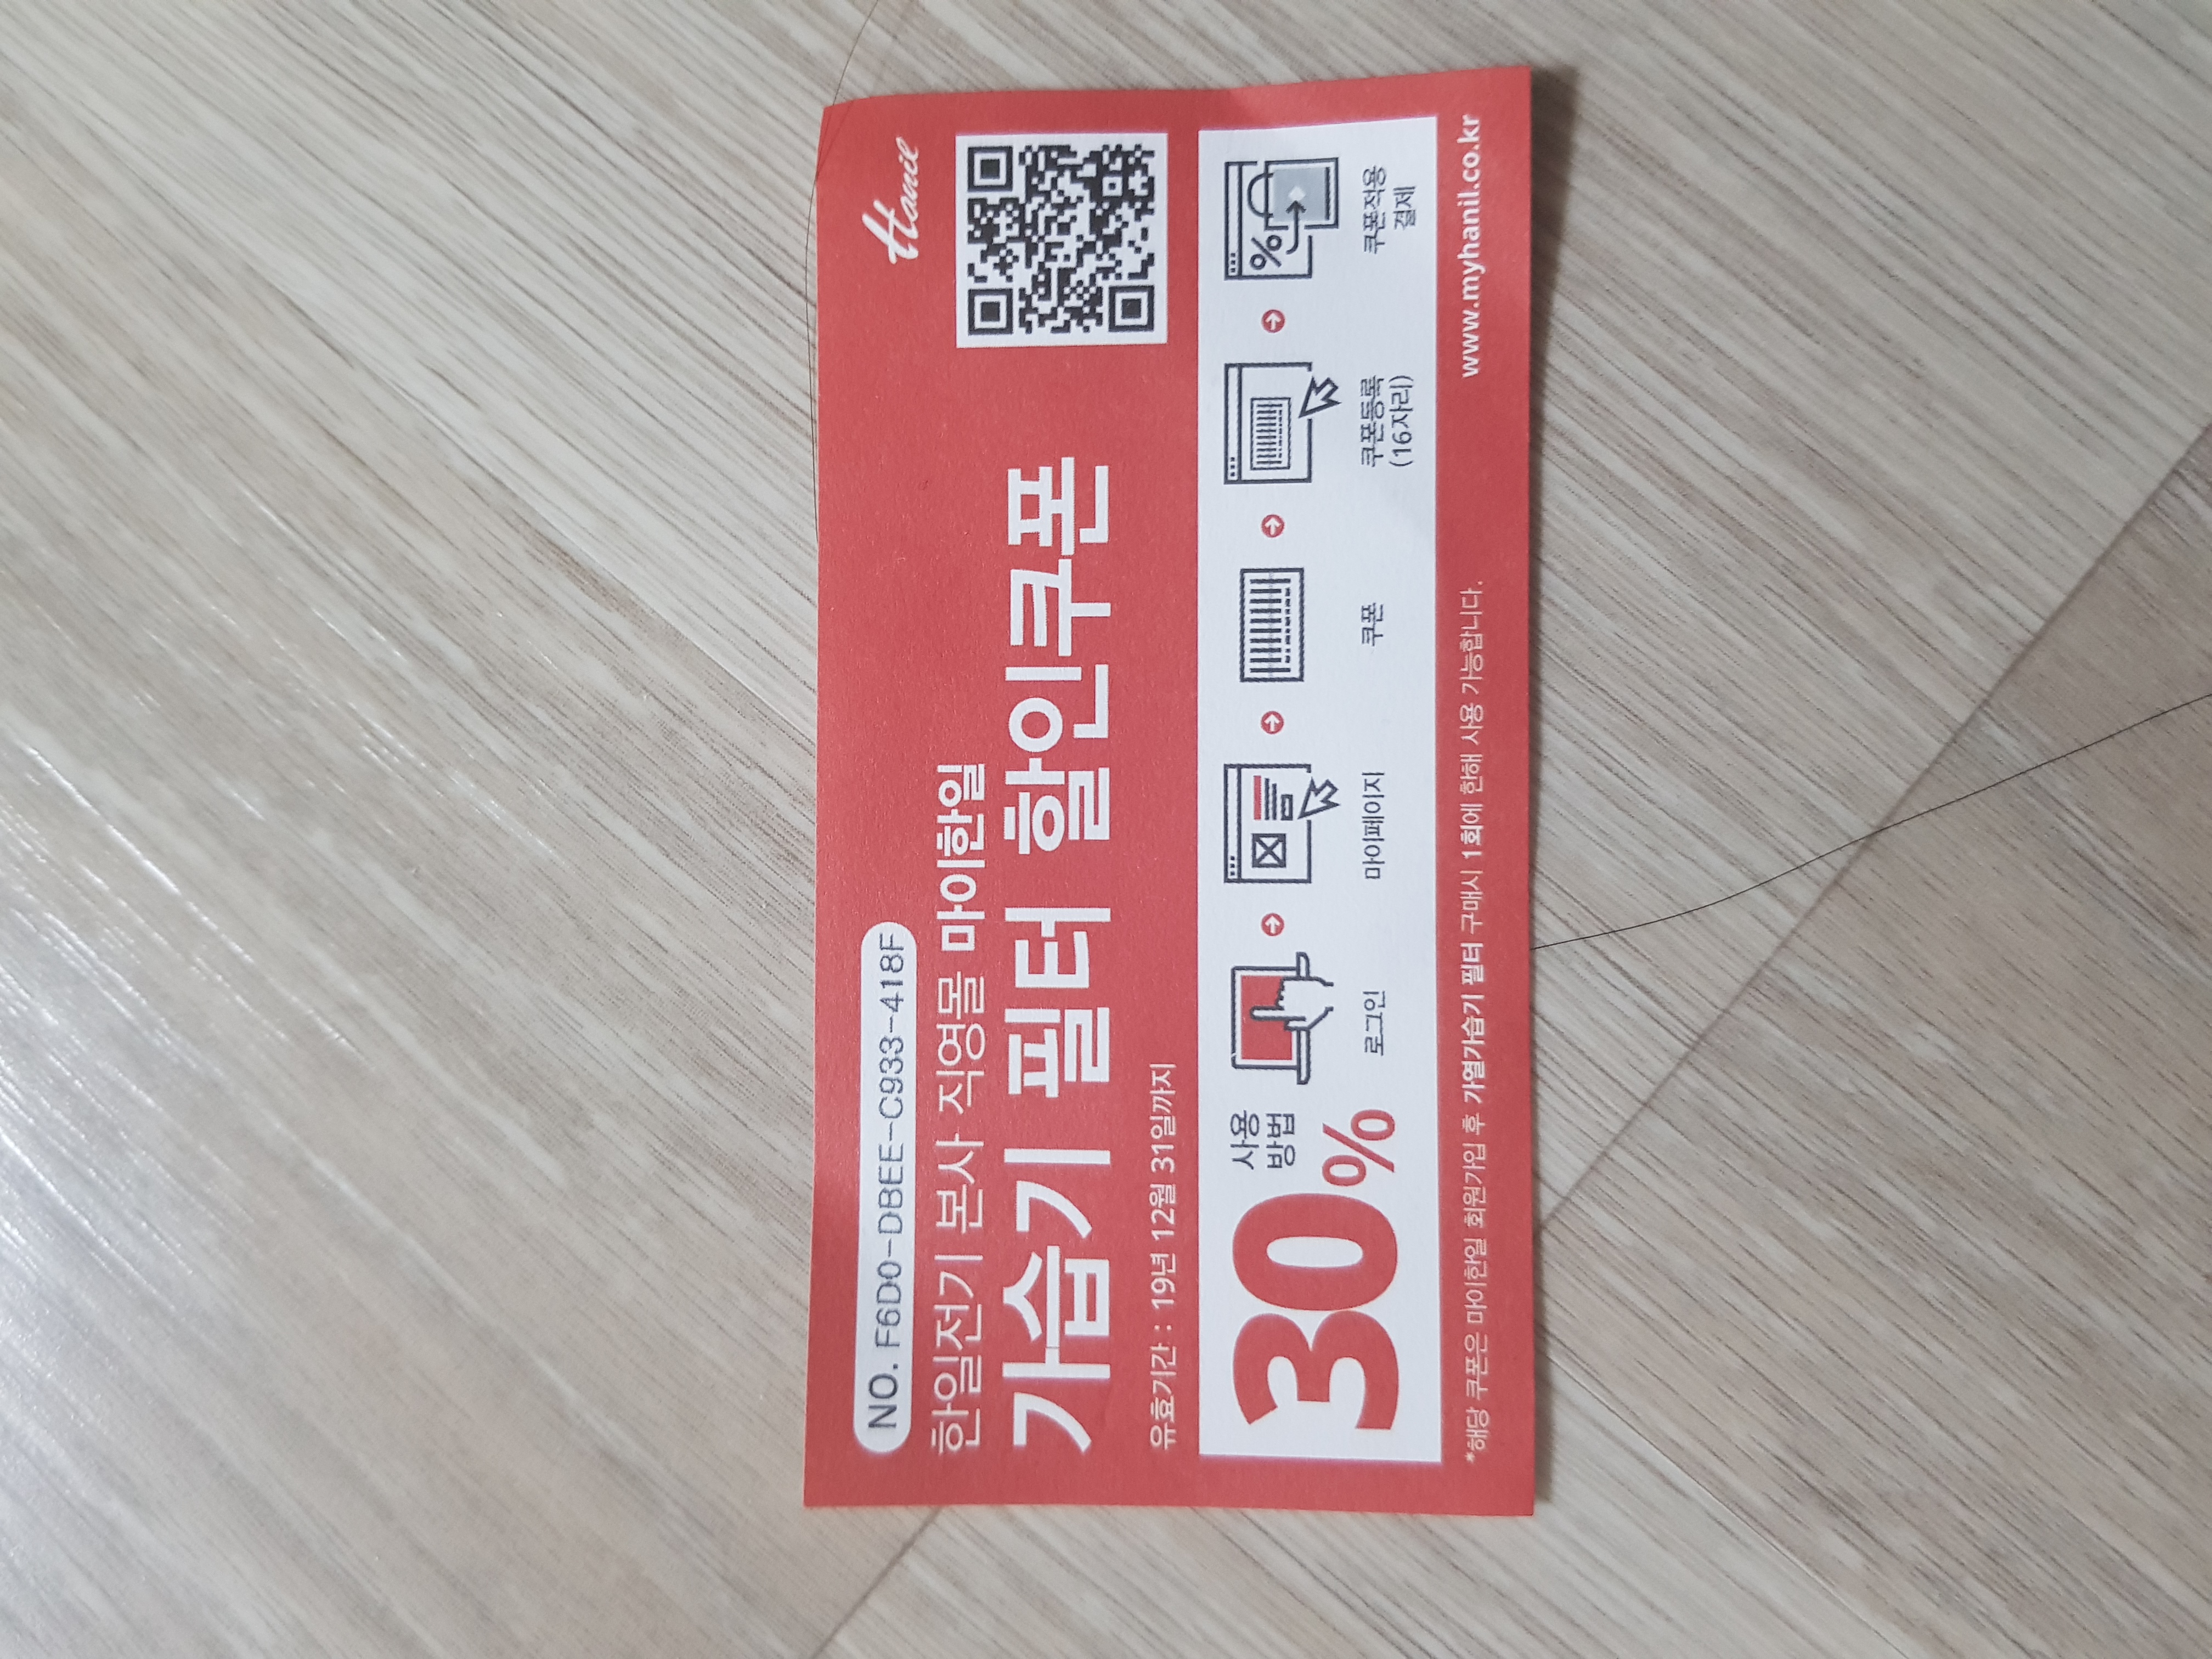 NO. F6D0-DBEE-C933-418F
Hanil
한일전기 본사 직영몰 마이한일
가습기 필터 할인쿠폰
유효기간 : 19년 12월 31일까지
30%
사용
방법
로그인
마이페이지
쿠폰
쿠폰등록
(16자리)
쿠폰적용
결제
*해당 쿠폰은 마이한일 회원가입 후 가열가습기 필터 구매시 1회에 한해 사용 가능합니다.
www.myhanil.co.kr